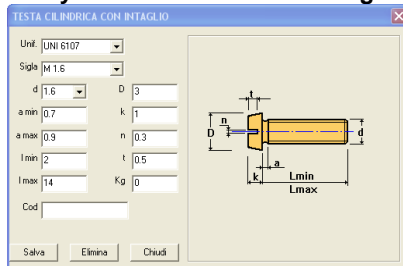 TESTA CILINDRICA CON INTAGLIO
Unif. UNI 6107
Sigla M 1.6
d 1.6 D 3
a min 0.7 k 1
a max 0.9 n 0.3
l min 2 t 0.5
l max 14 Kg 0
Cod
Salva Elimina Chiudi
t
n
D d
a
k Lmin
Lmax